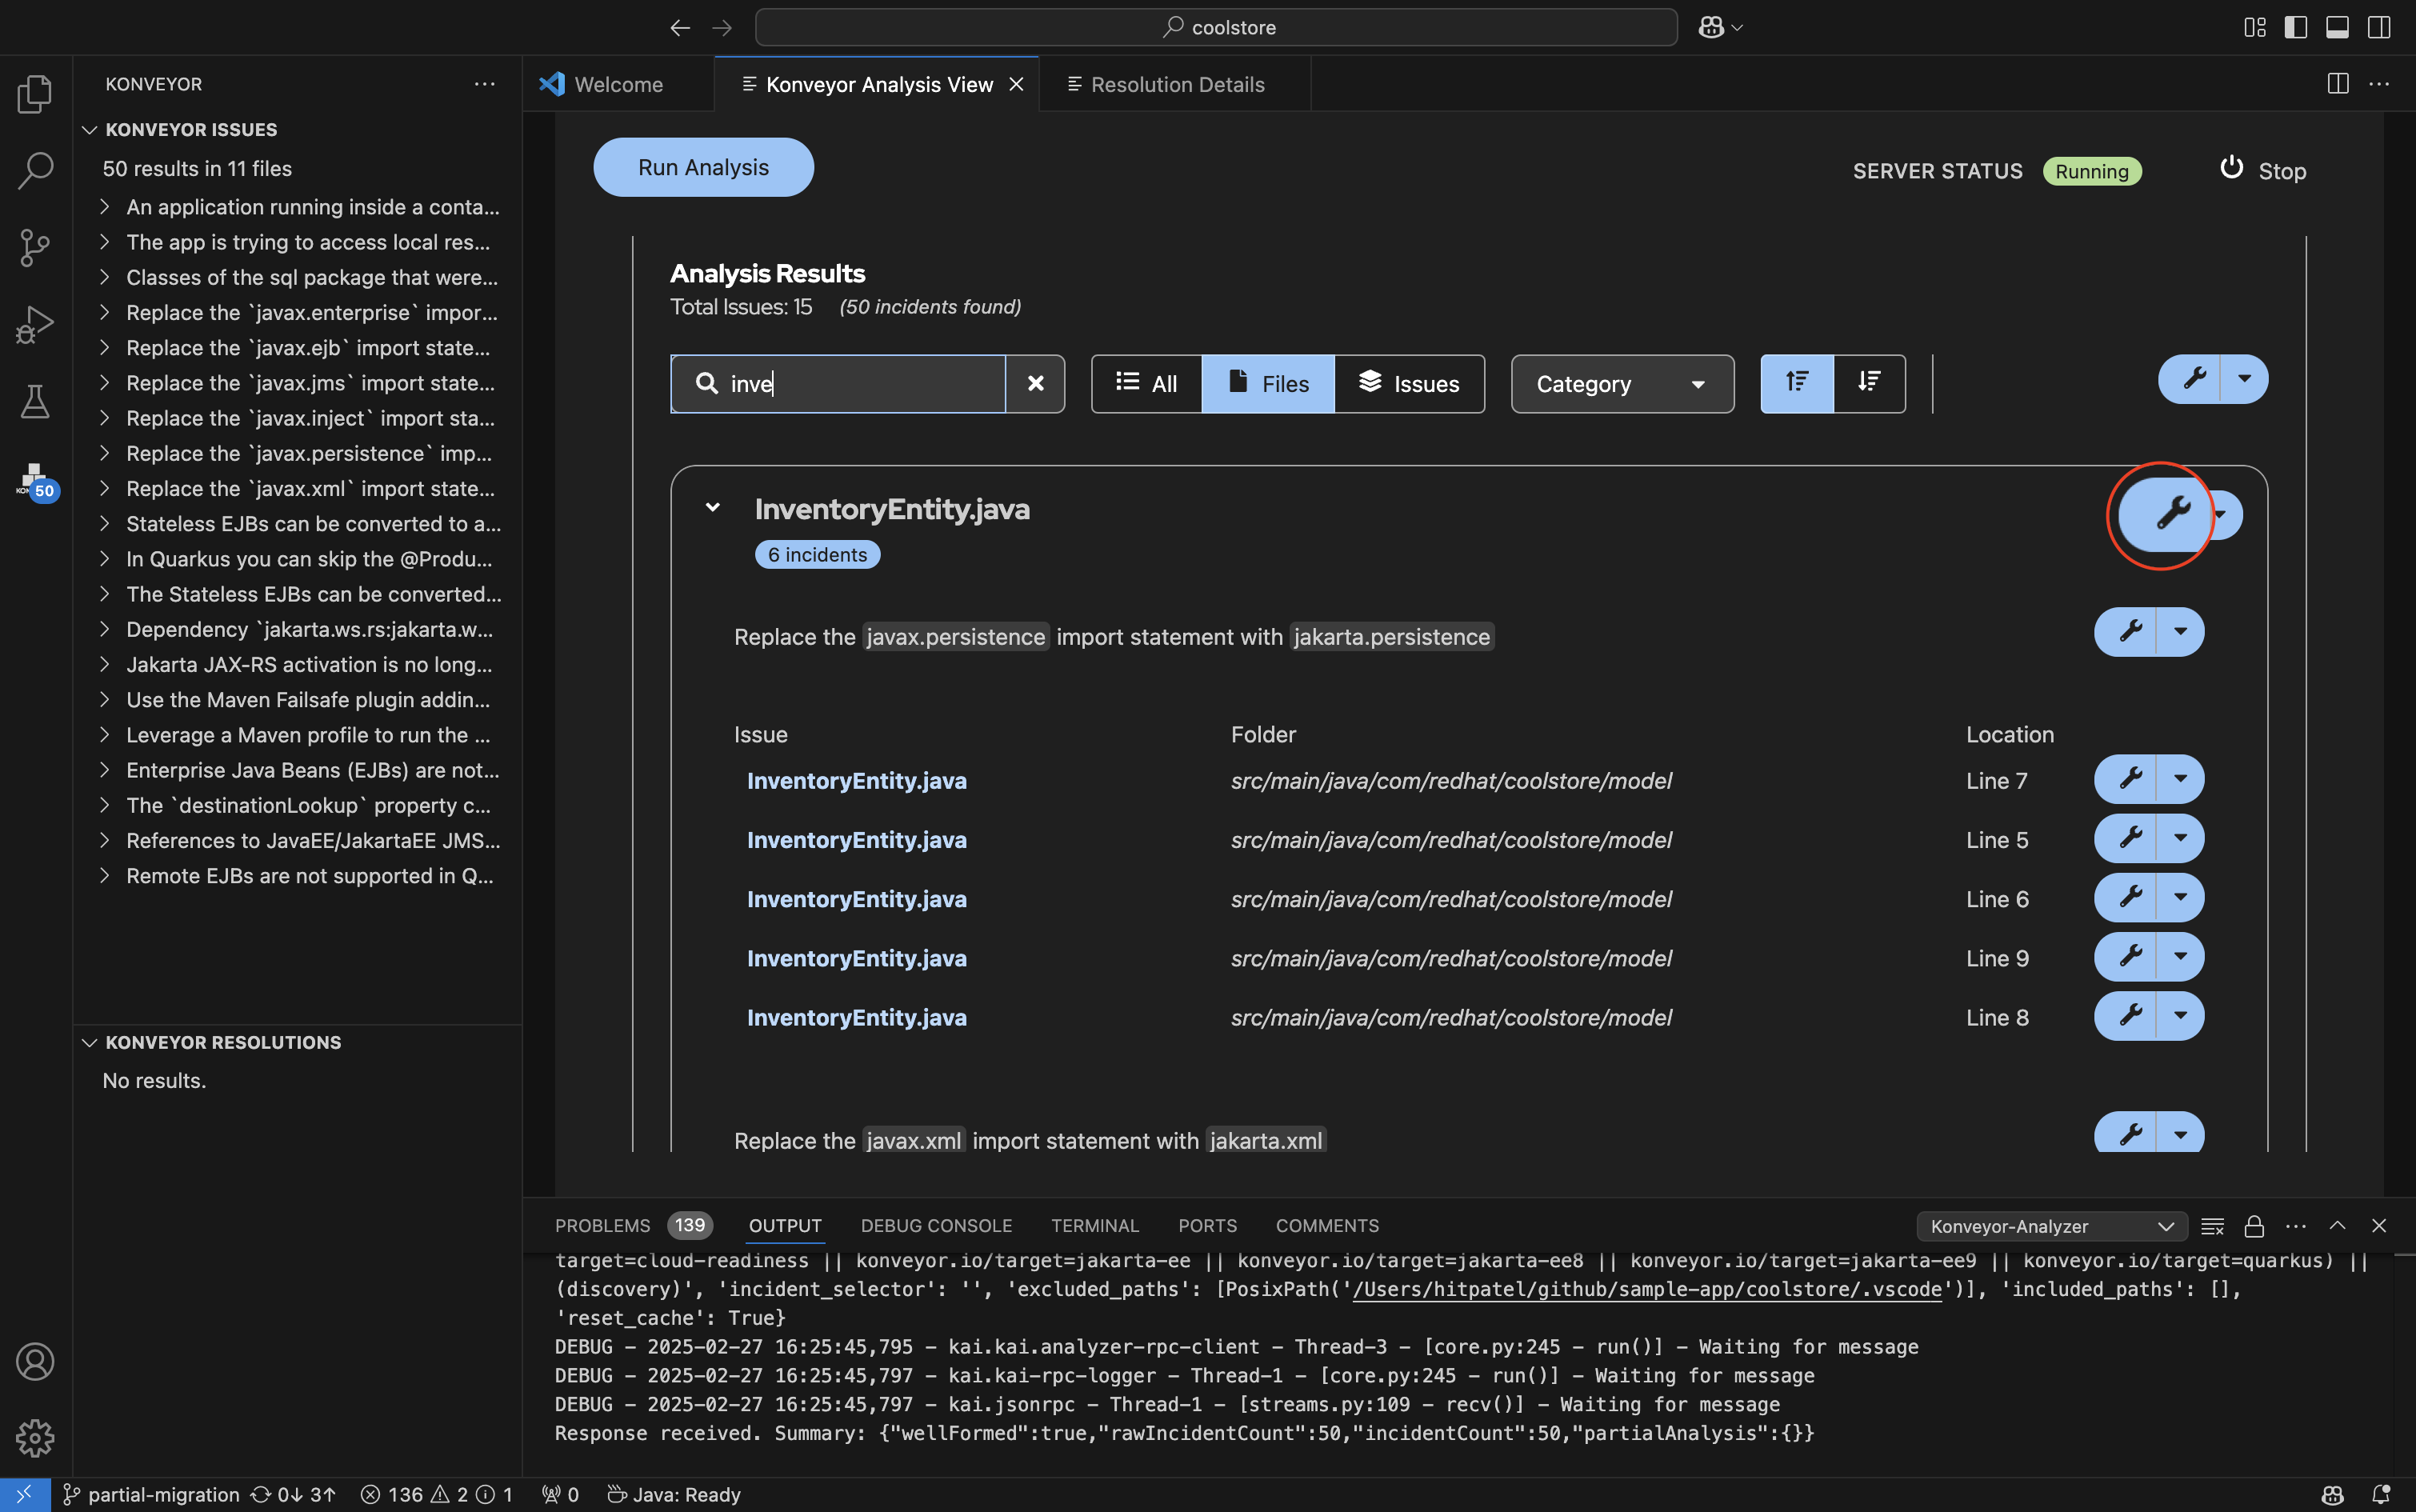 coolstore
KONVEYOR
Welcome
Konveyor Analysis View
Resolution Details
KONVEYOR ISSUES
50 results in 11 files
An application running inside a conta...
The app is trying to access local res...
Classes of the sql package that were...
Replace the `javax.enterprise` impor...
Replace the `javax.ejb` import state...
Replace the `javax.jms` import state...
Replace the `javax.inject` import sta...
Replace the `javax.persistence` imp...
Replace the `javax.xml` import state...
Stateless EJBs can be converted to a...
In Quarkus you can skip the @Produ...
The Stateless EJBs can be converted...
Dependency `jakarta.ws.rs:jakarta.w...
Jakarta JAX-RS activation is no long...
Use the Maven Failsafe plugin addin...
Leverage a Maven profile to run the ...
Enterprise Java Beans (EJBs) are not...
The `destinationLookup` property c...
References to JavaEE/JakartaEE JMS...
Remote EJBs are not supported in Q...
50
KONVEYOR RESOLUTIONS
No results.
Run Analysis
SERVER STATUS Running Stop
Analysis Results
Total Issues: 15 (50 incidents found)
inve All Files Issues Category
InventoryEntity.java
6 incidents
Replace the javax.persistence import statement with jakarta.persistence
Issue Folder Location
InventoryEntity.java src/main/java/com/redhat/coolstore/model Line 7
InventoryEntity.java src/main/java/com/redhat/coolstore/model Line 5
InventoryEntity.java src/main/java/com/redhat/coolstore/model Line 6
InventoryEntity.java src/main/java/com/redhat/coolstore/model Line 9
InventoryEntity.java src/main/java/com/redhat/coolstore/model Line 8
Replace the javax.xml import statement with jakarta.xml
PROBLEMS 139 OUTPUT DEBUG CONSOLE TERMINAL PORTS COMMENTS Konveyor-Analyzer
target=cloud-readiness || konveyor.io/target=jakarta-ee || konveyor.io/target=jakarta-ee8 || konveyor.io/target=jakarta-ee9 || konveyor.io/target=quarkus) ||
(discovery)', 'incident_selector': '', 'excluded_paths': [PosixPath('/Users/hitpatel/github/sample-app/coolstore/.vscode')], 'included_paths': [],
'reset_cache': True}
DEBUG - 2025-02-27 16:25:45,795 - kai.kai.analyzer-rpc-client - Thread-3 - [core.py:245 - run()] - Waiting for message
DEBUG - 2025-02-27 16:25:45,797 - kai.kai-rpc-logger - Thread-1 - [core.py:245 - run()] - Waiting for message
DEBUG - 2025-02-27 16:25:45,797 - kai.jsonrpc - Thread-1 - [streams.py:109 - recv()] - Waiting for message
Response received. Summary: {"wellFormed":true,"rawIncidentCount":50,"incidentCount":50,"partialAnalysis":{}}
partial-migration 0↓ 3↑ 136 2 1 0 Java: Ready